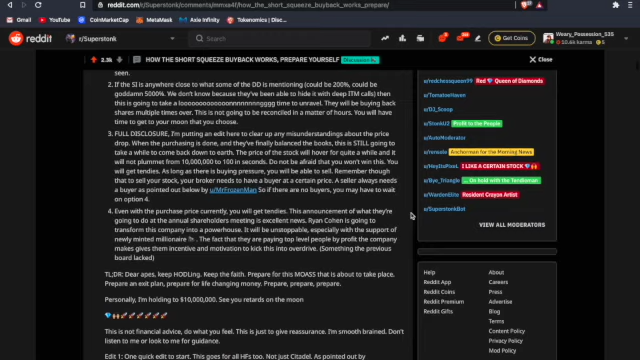 reddit.com/r/Superstonk/comments/mmxa4f/how_the_short_squeeze_buyback_works_prepare/
Gmail
YouTube
CoinMarketCap
MetaMask
Axie Infinity
Tokenomics | Disc...
reddit
r/Superstonk
Search
Get Coins
Weary_Possession_535
10.6k karma
2.3k
HOW THE SHORT SQUEEZE BUYBACK WORKS, PREPARE YOURSELF
Discussion
Close
seen.
2. If the SI is anywhere close to what some of the DD is mentioning (could be 200%, could be
goddamn 5000%. We don't know because they've been able to hide it with deep ITM calls) then
this is going to take a
time to unravel. They will be buying back
shares multiple times over. This is not going to be reconciled in a matter of hours. You will have
time to get to your moon that you choose.
3. FULL DISCLOSURE, I'm putting an edit here to clear up any misunderstandings about the price
drop. When the purchasing is done, and they've finally balanced the books, this is STILL going to
take a while to come back down to earth. The price of the stock will hover for quite a while and it
will not plummet from 10,000,000 to 100 in seconds. Do not be afraid that you won't win this. You
will get tendies. As long as there is buying pressure, you will be able to sell. Remember though
that to sell your stock, your broker needs to have a buyer at a certain price. A seller always needs
a buyer as pointed out below by u/MrFrozenMan So if there are no buyers, you may have to wait
on option 4.
4. Even with the purchase price currently, you will get tendies. This announcement of what they're
going to do at the annual shareholders meeting is excellent news. Ryan Cohen is going to
transform this company into a powerhouse. It will be unstoppable, especially with the support of
newly minted millionaire
The fact that they are paying top level people by profit the company
makes gives them incentive and motivation to kick this into overdrive. (Something the previous
board lacked)
TL;DR: Dear apes, keep HODLing. Keep the faith. Prepare for this MOASS that is about to take place.
Prepare an exit plan, prepare for life changing money. Prepare, prepare, prepare.
Personally, I'm holding to $10,000,000. See you retards on the moon
This is not financial advice, do what you feel. This is just to give reassurance. I'm smooth brained. Don't
listen to me or look to me for guidance.
Edit 1: One quick edit to start. This goes for all HFs too. Not just Citadel. As pointed out by
u/redchessqueen99
Red
Queen of Diamonds
u/TomatoeHaven
u/DJ_Scoop
u/StonkU2
Profit to the People
u/AutoModerator
u/rensole
Anchorman for the Morning News
u/HeyItsPixeL
I LIKE A CERTAIN STOCK
u/Bye_Triangle
... On hold with the Tendieman
u/WardenElite
Resident Crayon Artist
u/SuperstonkBot
VIEW ALL MODERATORS
Help
Reddit App
Reddit Coins
Reddit Premium
Reddit Gifts
About
Careers
Press
Advertise
Blog
Terms
Content Policy
Privacy Policy
Mod Policy